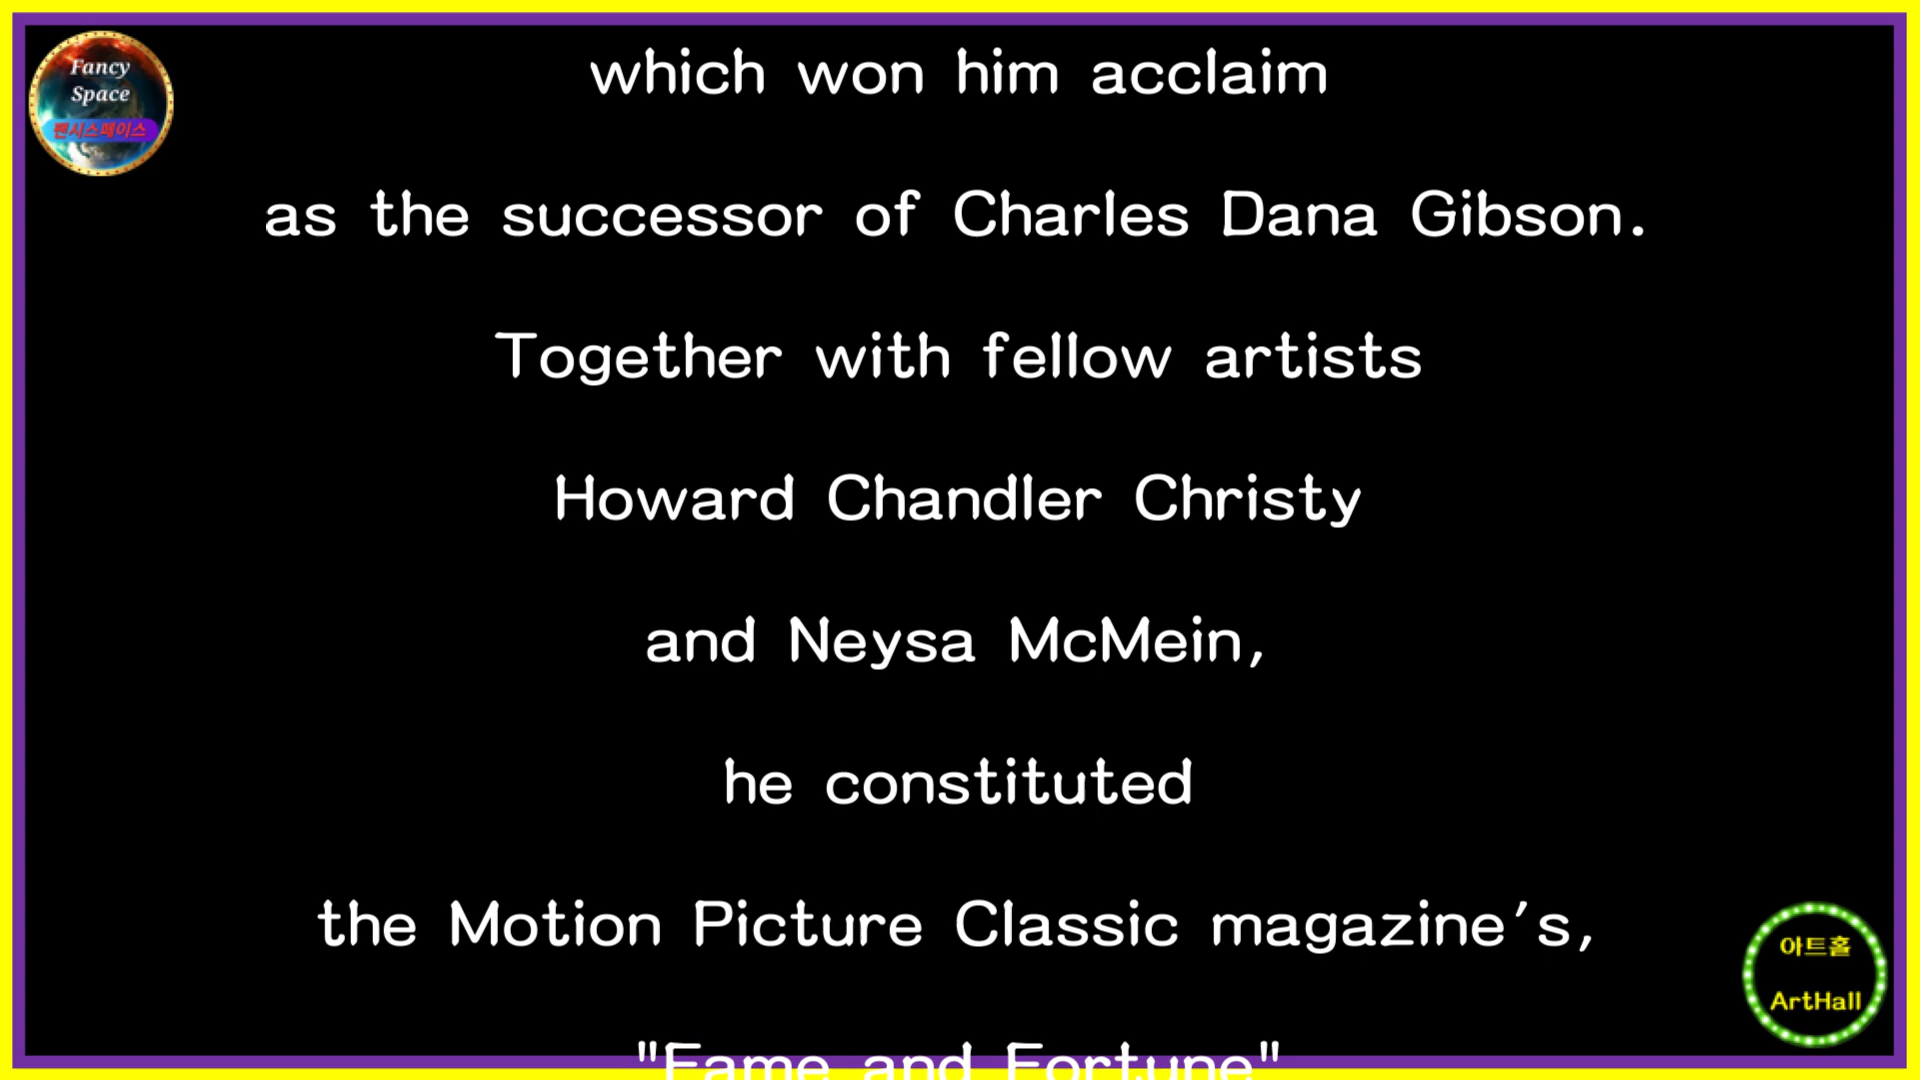 Fancy
Space
팬시스페이스
which won him acclaim
as the successor of Charles Dana Gibson.
Together with fellow artists
Howard Chandler Christy
and Neysa McMein,
he constituted
the Motion Picture Classic magazine's,
"Fame and Fortune"
아트홀
ArtHall